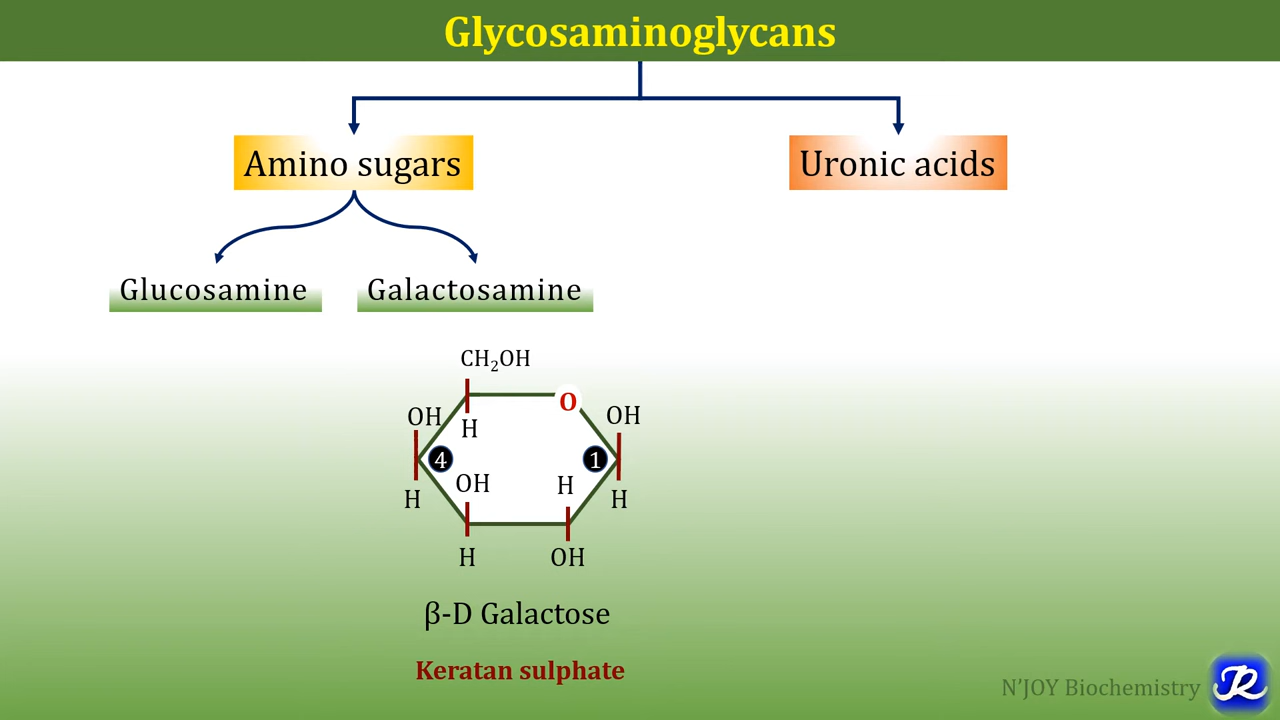 Glycosaminoglycans
Amino sugars
Uronic acids
Glucosamine
Galactosamine
CH₂OH
O
OH
OH
H
4
1
OH
H
H
H
H
OH
β-D Galactose
Keratan sulphate
N'JOY Biochemistry
JR